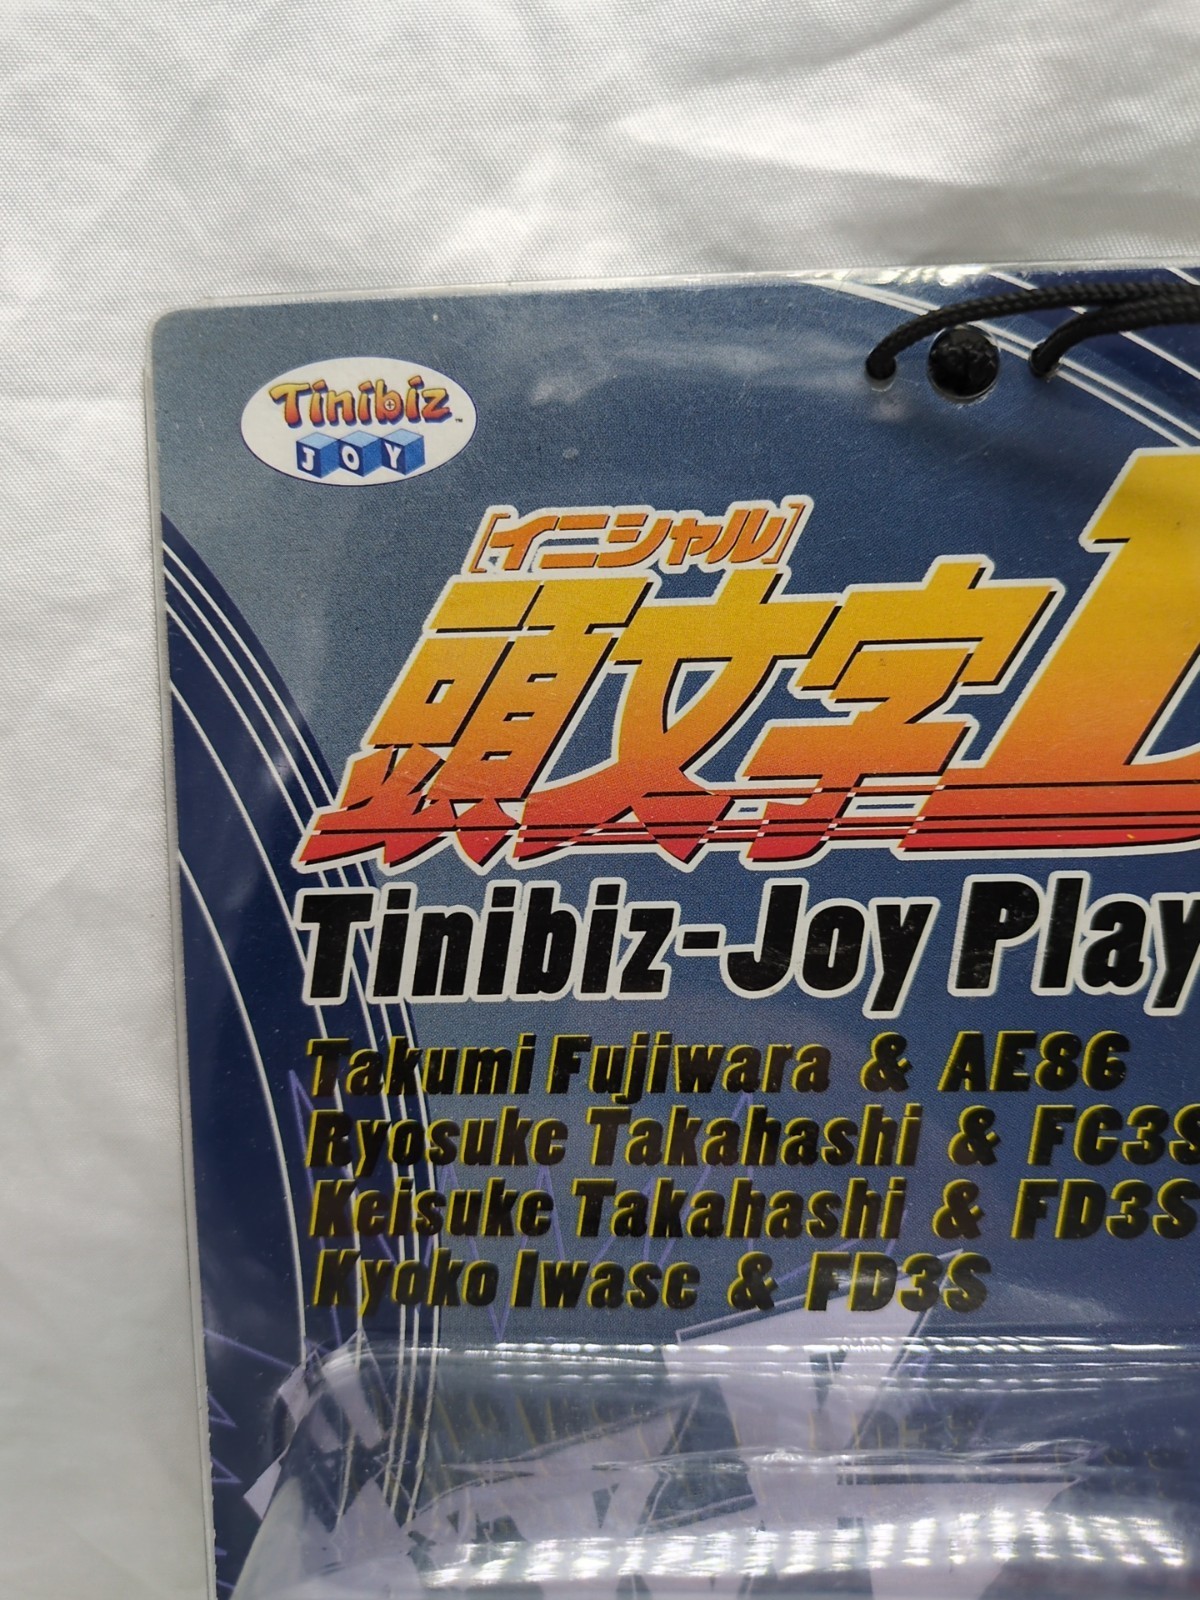 Tinibiz™
JOY
[イニシャル]
頭文字D
Tinibiz-Joy Play
Takumi Fujiwara & AE86
Ryosuke Takahashi & FC3S
Keisuke Takahashi & FD3S
Kyoko Iwase & FD3S